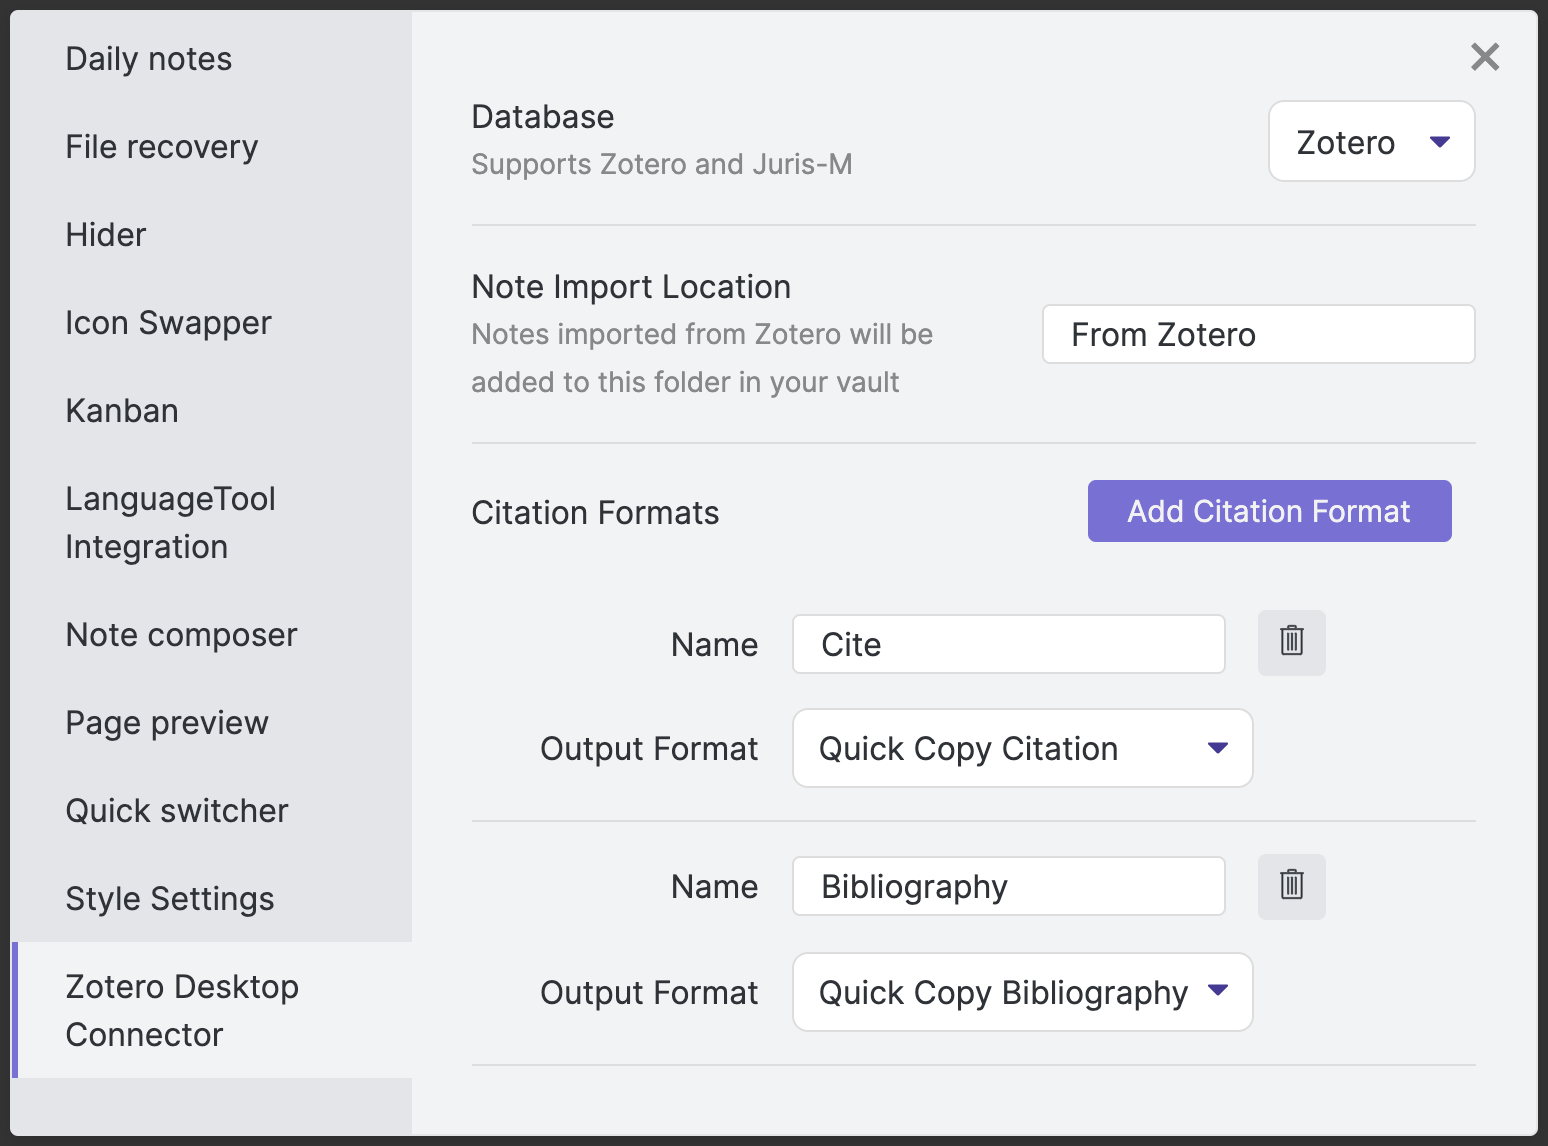 Daily notes
File recovery
Hider
Icon Swapper
Kanban
LanguageTool
Integration
Note composer
Page preview
Quick switcher
Style Settings
Zotero Desktop
Connector
Database
Supports Zotero and Juris-M
Zotero
Note Import Location
Notes imported from Zotero will be
added to this folder in your vault
From Zotero
Citation Formats
Add Citation Format
Name
Cite
Output Format
Quick Copy Citation
Name
Bibliography
Output Format
Quick Copy Bibliography